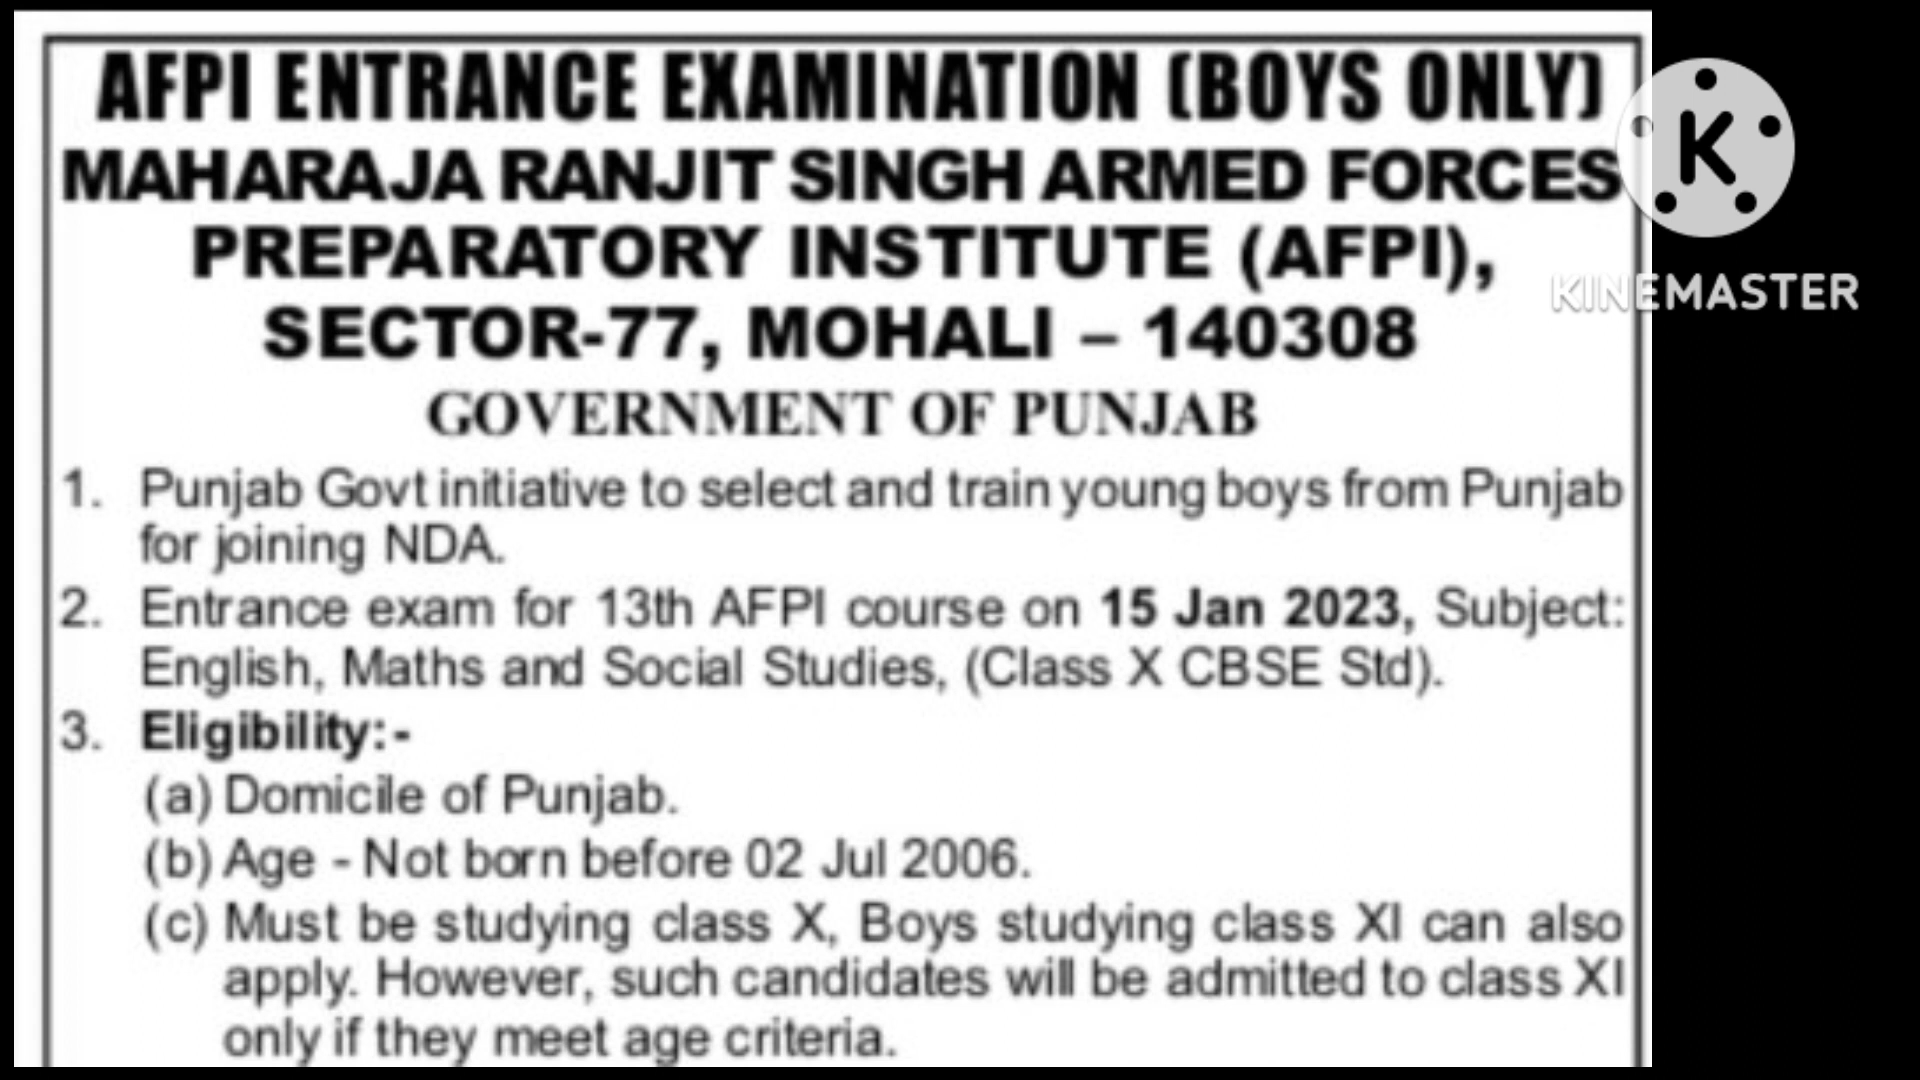 AFPI ENTRANCE EXAMINATION (BOYS ONLY)
MAHARAJA RANJIT SINGH ARMED FORCES
PREPARATORY INSTITUTE (AFPI),
SECTOR-77, MOHALI – 140308
GOVERNMENT OF PUNJAB
1. Punjab Govt initiative to select and train young boys from Punjab
for joining NDA.
2. Entrance exam for 13th AFPI course on 15 Jan 2023, Subject:
English, Maths and Social Studies, (Class X CBSE Std).
3. Eligibility:-
(a) Domicile of Punjab.
(b) Age - Not born before 02 Jul 2006.
(c) Must be studying class X, Boys studying class XI can also
apply. However, such candidates will be admitted to class XI
only if they meet age criteria.
K
KINEMASTER